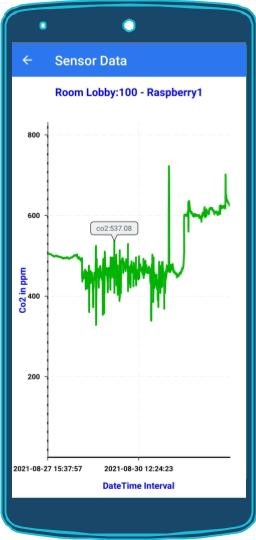 Sensor Data
Room Lobby:100 - Raspberry1
800
co2:537.08
600
400
200
Co2 in ppm
2021-08-27 15:37:57 2021-08-30 12:24:23
DateTime Interval